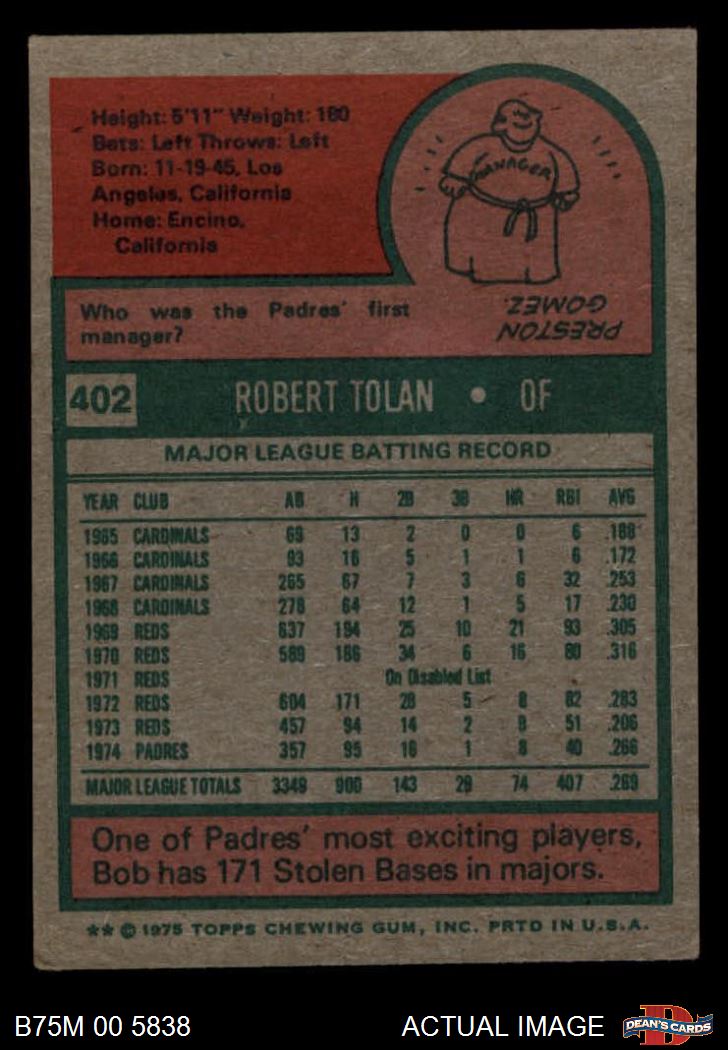 Height: 5'11" Weight: 180
Bats: Left Throws: Left
Born: 11-19-45, Los
Angeles, California
Home: Encino,
California
MANAGER
Who was the Padres' first
manager?
PRESTON
GOMEZ.
402 ROBERT TOLAN • OF
MAJOR LEAGUE BATTING RECORD
YEAR CLUB AB H 2B 3B HR RBI AVG
1965 CARDINALS 69 13 2 0 0 6 .188
1966 CARDINALS 93 16 5 1 1 6 .172
1967 CARDINALS 265 67 7 3 6 32 .253
1968 CARDINALS 278 64 12 1 5 17 .230
1969 REDS 637 194 25 10 21 93 .305
1970 REDS 589 186 34 6 16 80 .316
1971 REDS On Disabled List
1972 REDS 604 171 28 5 8 82 .283
1973 REDS 457 94 14 2 9 51 .206
1974 PADRES 357 95 16 1 8 40 .266
MAJOR LEAGUE TOTALS 3349 900 143 29 74 407 .269
One of Padres' most exciting players,
Bob has 171 Stolen Bases in majors.
** © 1975 TOPPS CHEWING GUM, INC. PRTD IN U.S.A.
B75M 00 5838 ACTUAL IMAGE DEAN'S CARDS